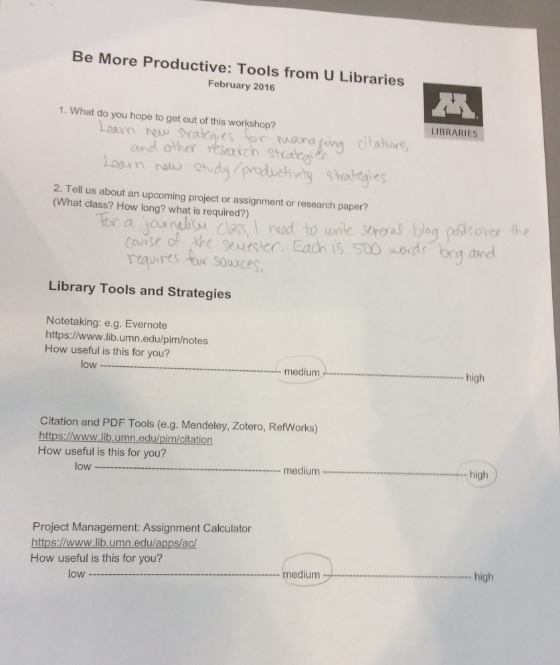 Be More Productive: Tools from U Libraries
February 2016
M
LIBRARIES
1. What do you hope to get out of this workshop?
Learn new strategies for managing citations,
and other research strategies
Learn new study/productivity strategies.
2. Tell us about an upcoming project or assignment or research paper?
(What class? How long? what is required?)
For a journalism class, I need to write several blog posts over the
course of the semester. Each is 500 words long and
requires four sources.
Library Tools and Strategies
Notetaking: e.g. Evernote
https://www.lib.umn.edu/pim/notes
How useful is this for you?
low ---------------------------------------- medium ------------------------------ high
Citation and PDF Tools (e.g. Mendeley, Zotero, RefWorks)
https://www.lib.umn.edu/pim/citation
How useful is this for you?
low ---------------------------------------- medium ------------------------------ high
Project Management: Assignment Calculator
https://www.lib.umn.edu/apps/ac/
How useful is this for you?
low ---------------------------------------- medium ------------------------------ high